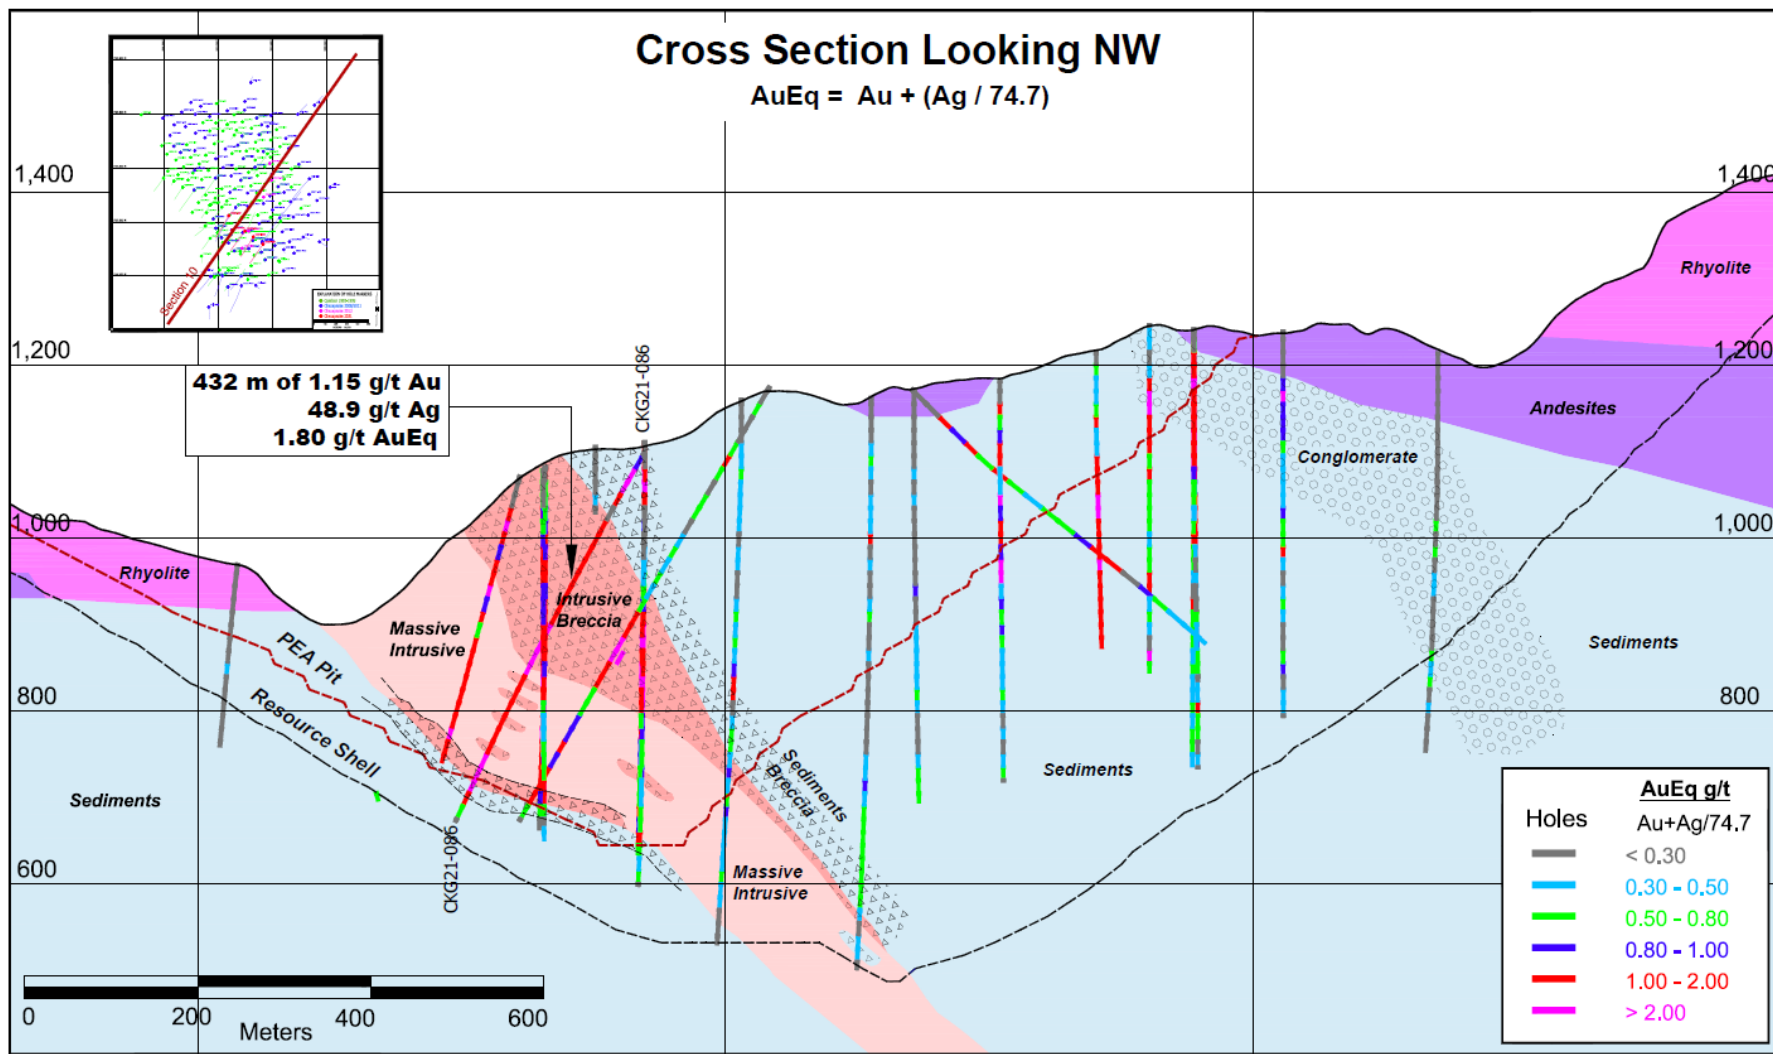 Cross Section Looking NW
AuEq = Au + (Ag / 74.7)
Section 10
1,400
1,400
Rhyolite
1,200
1,200
432 m of 1.15 g/t Au
48.9 g/t Ag
1.80 g/t AuEq
CKG21-086
Andesites
Conglomerate
1,000
1,000
Rhyolite
Intrusive
Breccia
Massive
Intrusive
Sediments
PEA Pit
800
800
Resource Shell
Sediments
Sediments
Sediments
Breccia
CKG21-086
600
Massive
Intrusive
0
200
400
600
Meters
AuEq g/t
Holes
Au+Ag/74.7
< 0.30
0.30 - 0.50
0.50 - 0.80
0.80 - 1.00
1.00 - 2.00
> 2.00